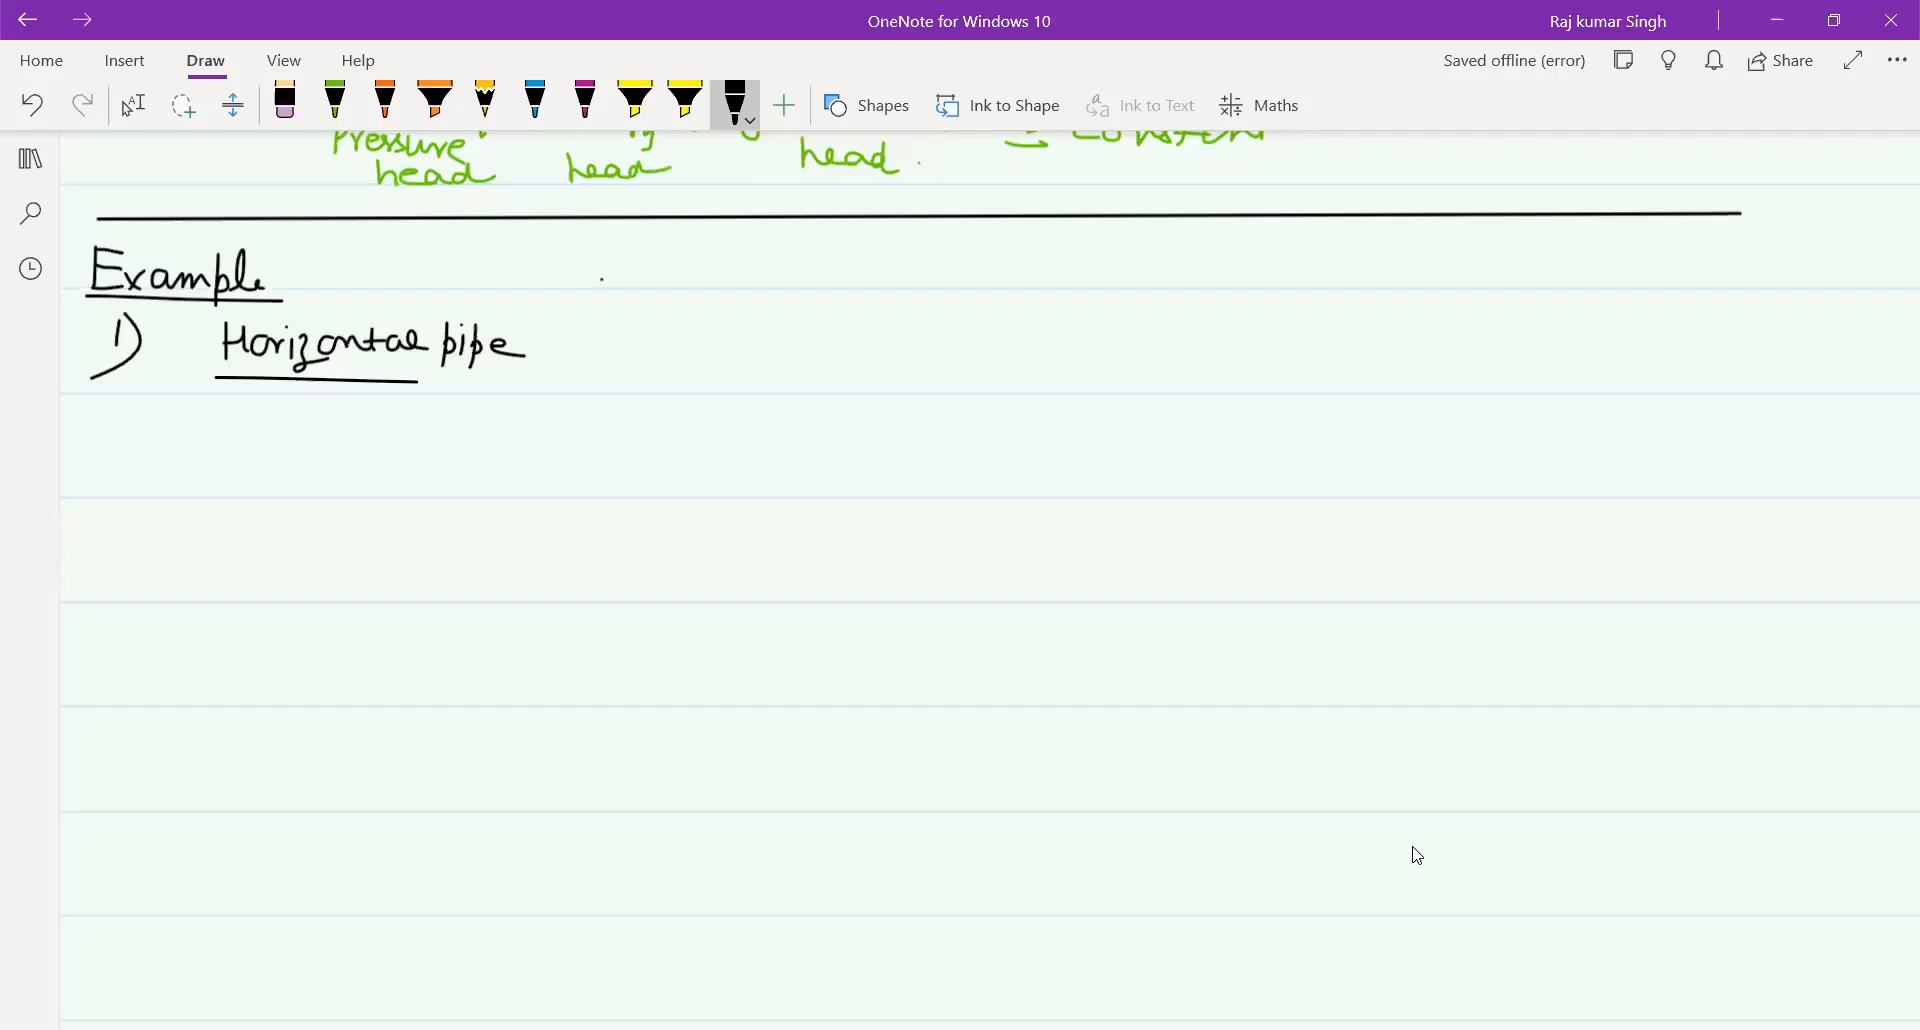 OneNote for Windows 10
Raj kumar Singh
Home Insert Draw View Help
Saved offline (error)
Share
Shapes
Ink to Shape
Ink to Text
Maths
Pressure head
head
head .
= Constant
Example
1) Horizontal pipe